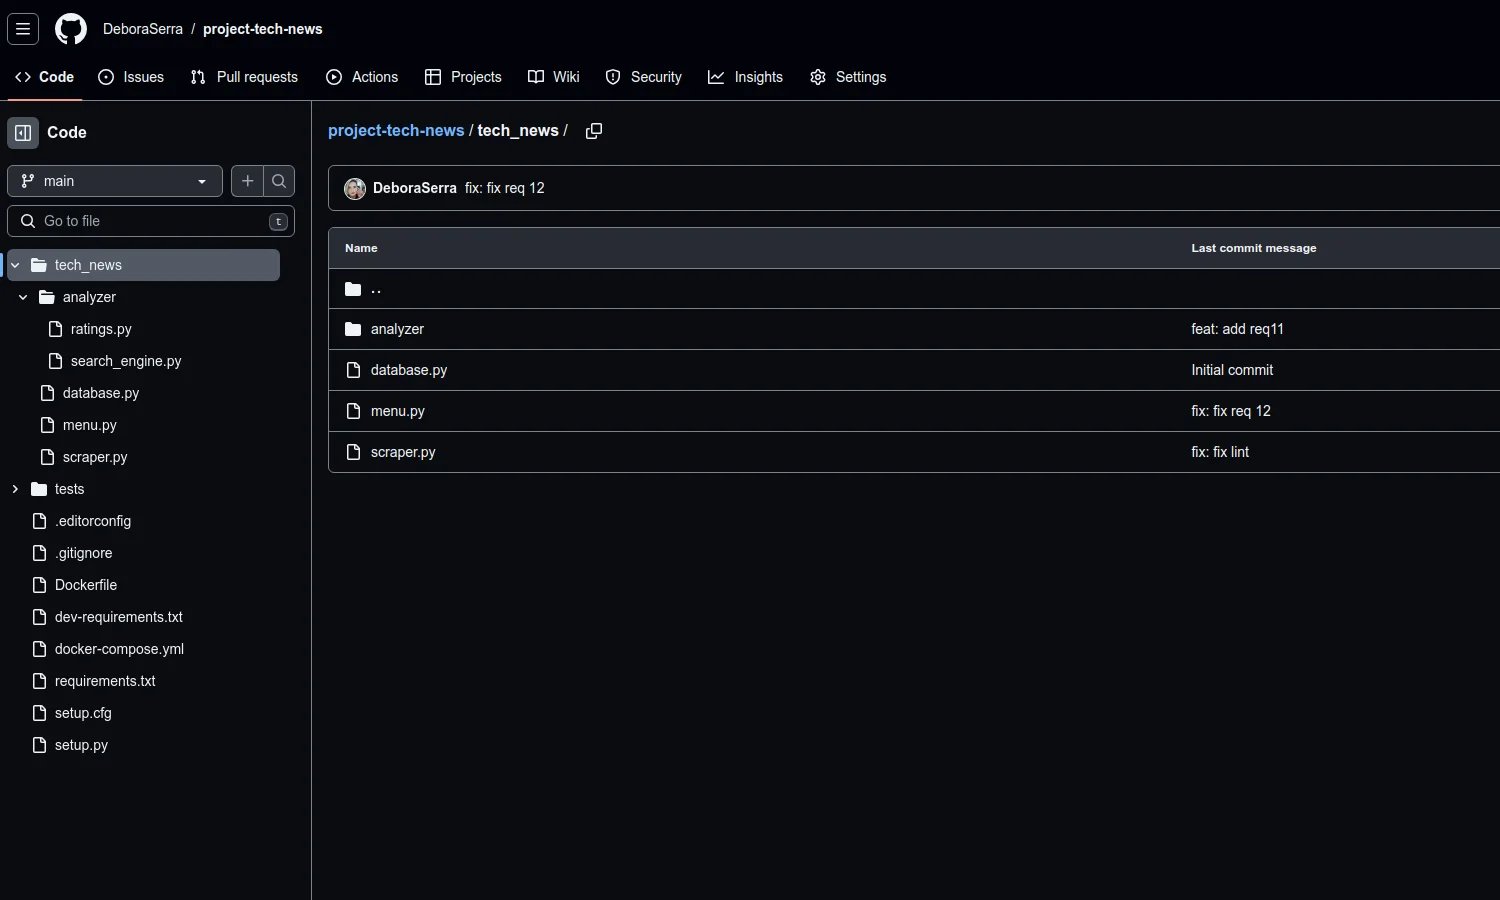 DeboraSerra / project-tech-news
Code Issues Pull requests Actions Projects Wiki Security Insights Settings
Code
main
Go to file t
tech_news
analyzer
ratings.py
search_engine.py
database.py
menu.py
scraper.py
tests
.editorconfig
.gitignore
Dockerfile
dev-requirements.txt
docker-compose.yml
requirements.txt
setup.cfg
setup.py
project-tech-news / tech_news /
DeboraSerra fix: fix req 12
Name Last commit message
..
analyzer feat: add req11
database.py Initial commit
menu.py fix: fix req 12
scraper.py fix: fix lint